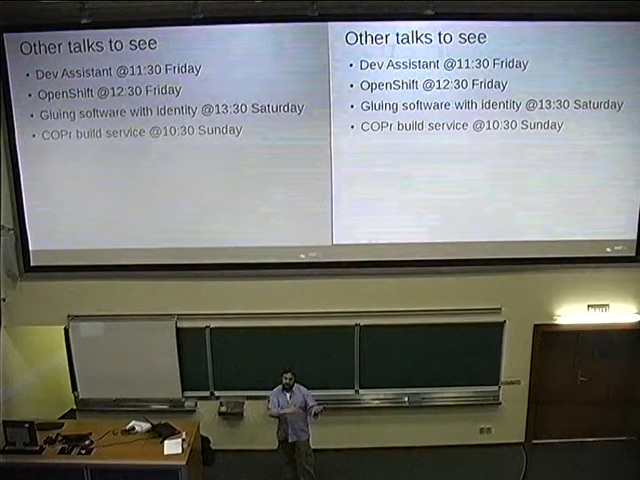 Other talks to see
• Dev Assistant @11:30 Friday
• OpenShift @12:30 Friday
• Gluing software with identity @13:30 Saturday
• COPr build service @10:30 Sunday
Other talks to see
• Dev Assistant @11:30 Friday
• OpenShift @12:30 Friday
• Gluing software with identity @13:30 Saturday
• COPr build service @10:30 Sunday
EXIT